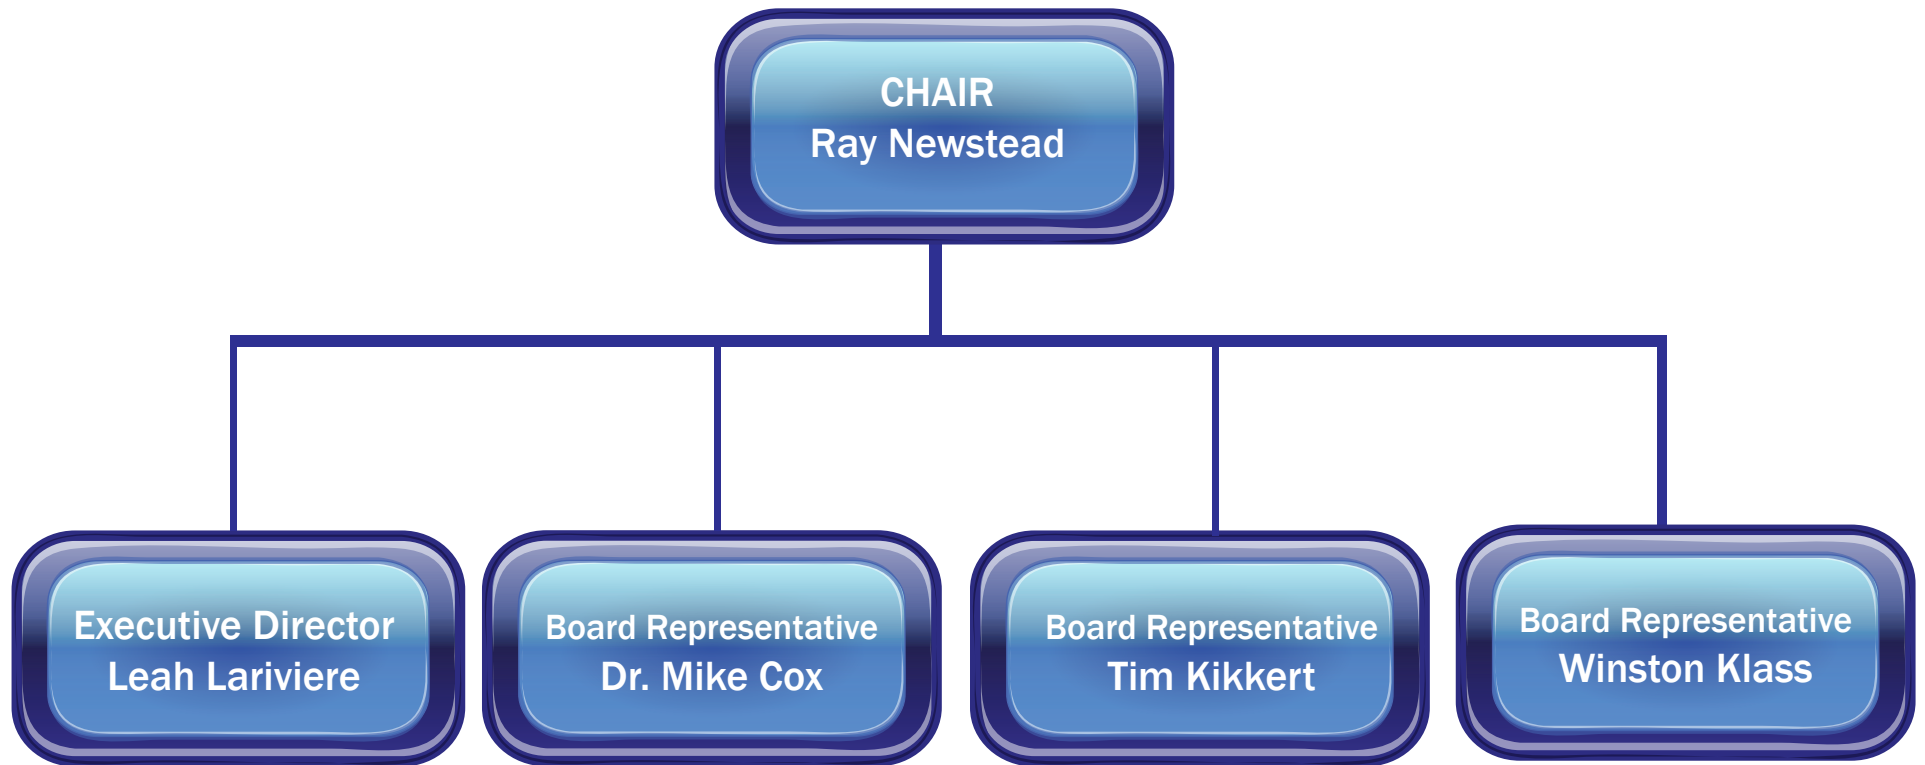 CHAIR
Ray Newstead
Executive Director
Leah Lariviere
Board Representative
Dr. Mike Cox
Board Representative
Tim Kikkert
Board Representative
Winston Klass